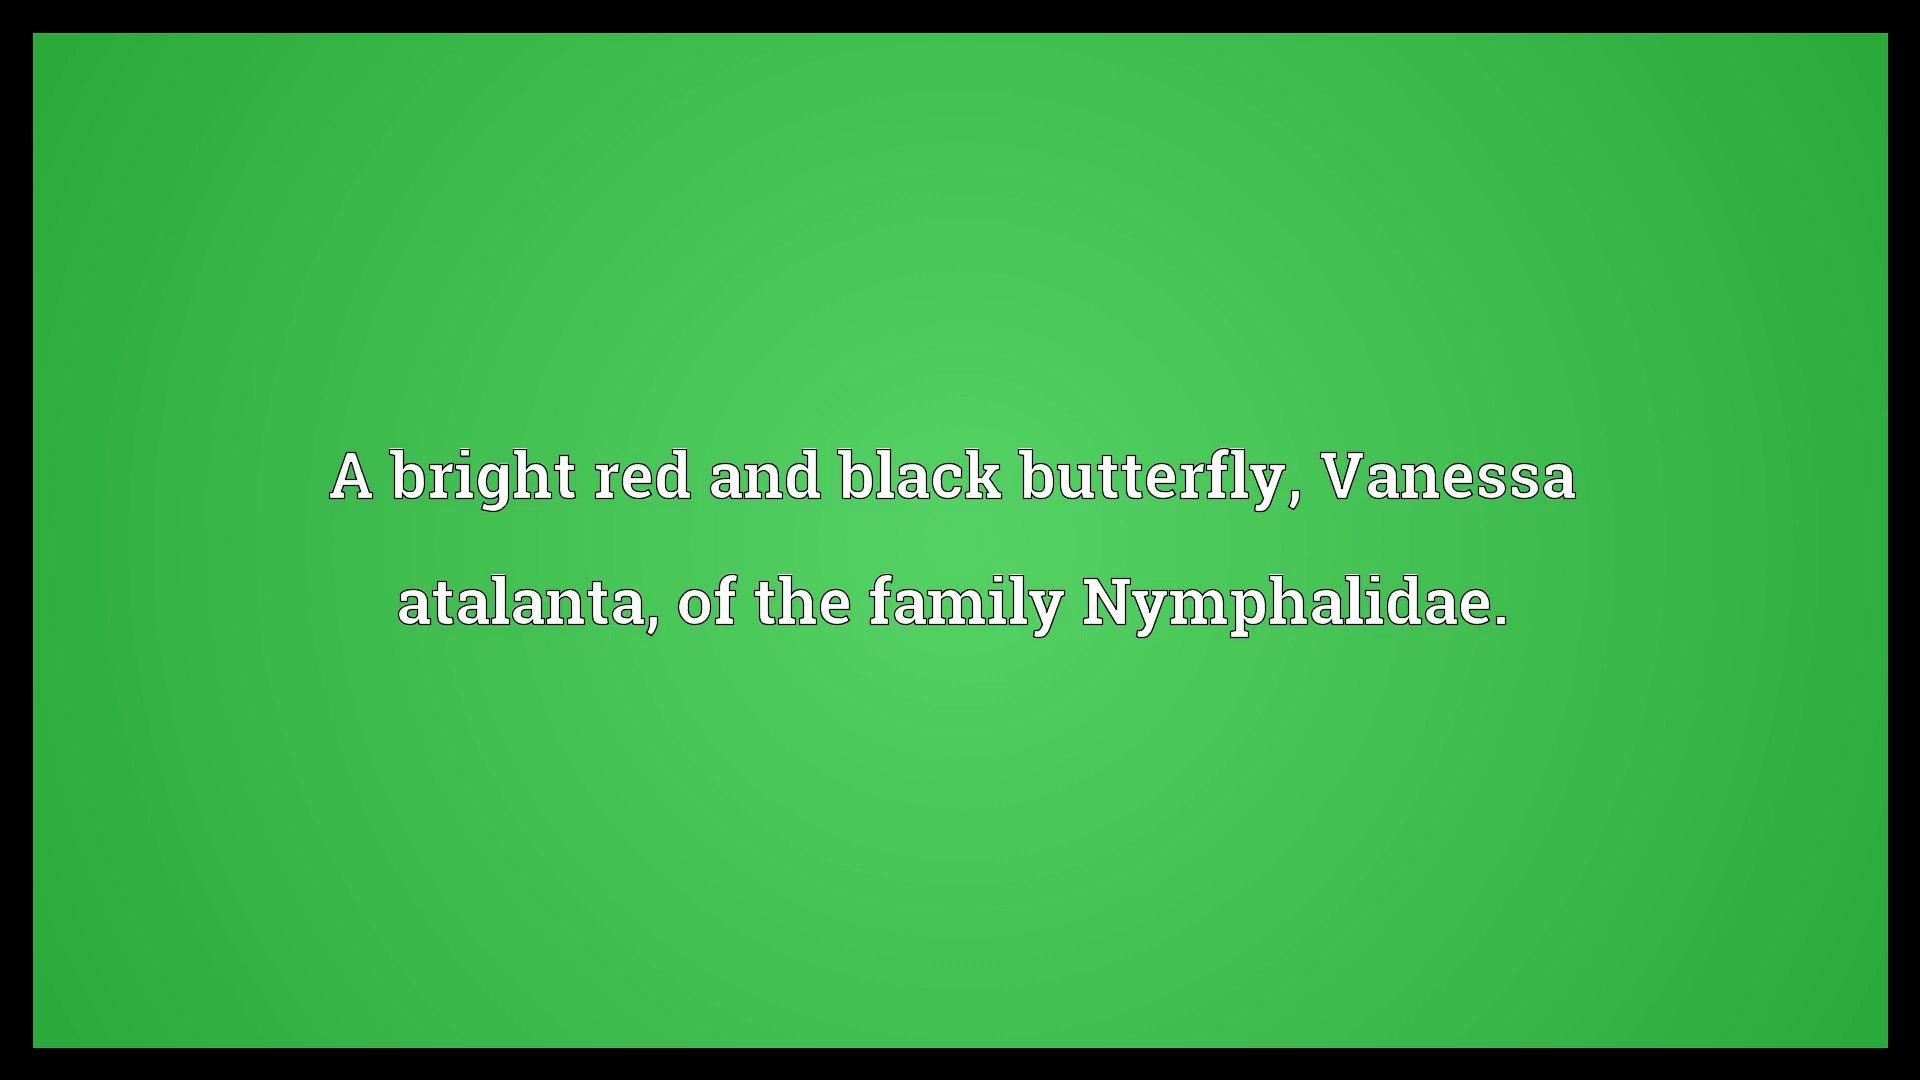 A bright red and black butterfly, Vanessa
atalanta, of the family Nymphalidae.